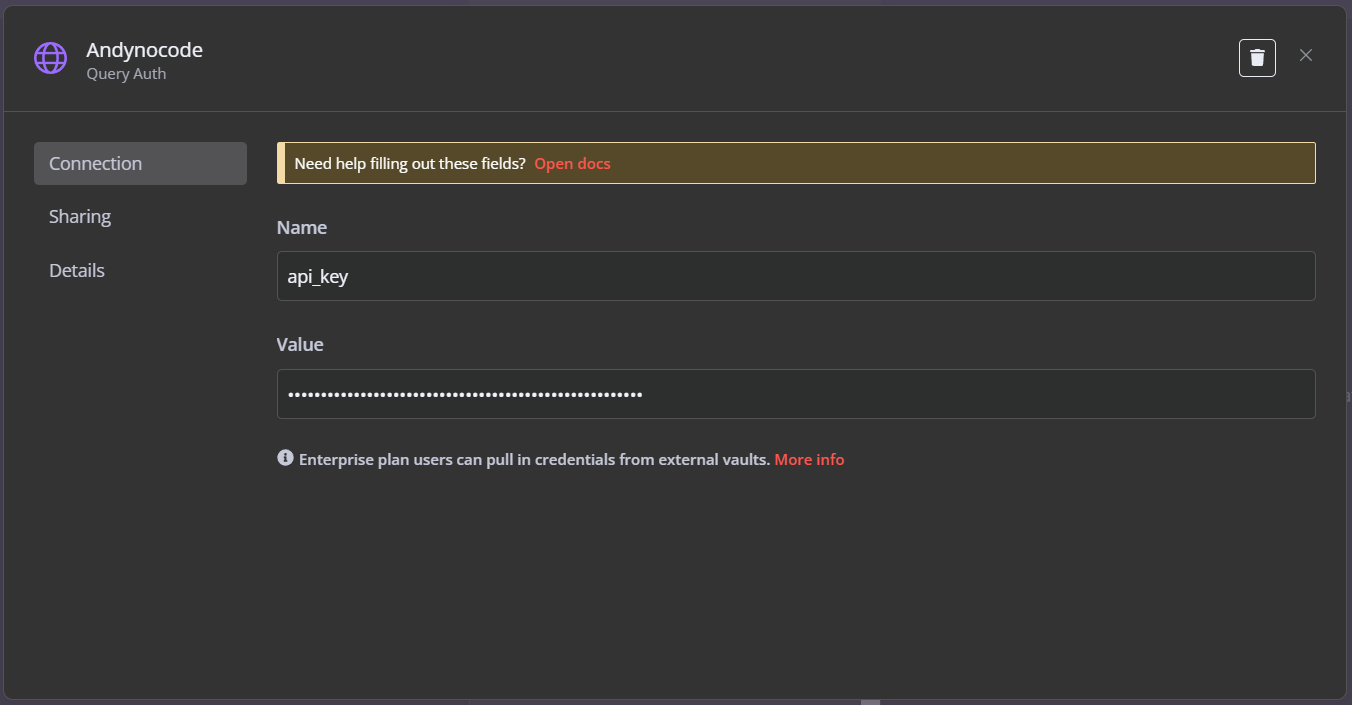 Andynocode
Query Auth
Connection
Sharing
Details
Need help filling out these fields? Open docs
Name
api_key
Value
••••••••••••••••••••••••••••••••••••••••••••••••••••••
Enterprise plan users can pull in credentials from external vaults. More info